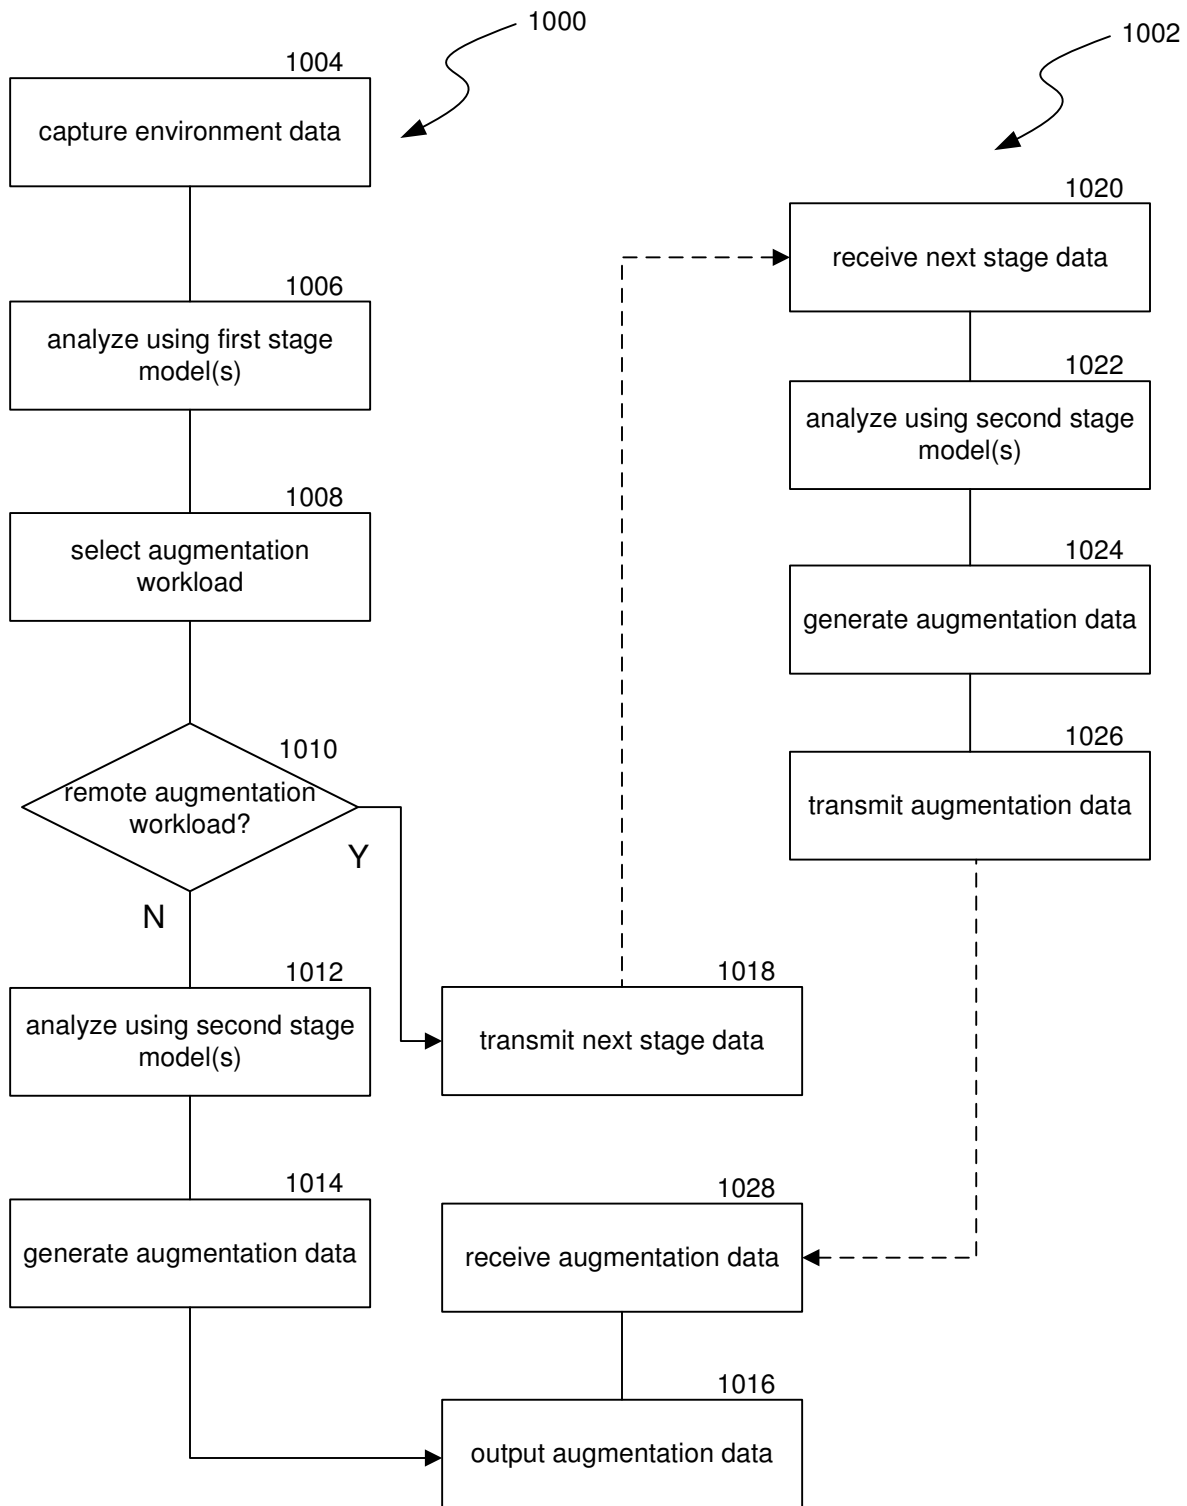 1000
1002
1004
capture environment data
1006
analyze using first stage
model(s)
1008
select augmentation
workload
1010
remote augmentation
workload?
Y
N
1012
analyze using second stage
model(s)
1014
generate augmentation data
1018
transmit next stage data
1020
receive next stage data
1022
analyze using second stage
model(s)
1024
generate augmentation data
1026
transmit augmentation data
1028
receive augmentation data
1016
output augmentation data